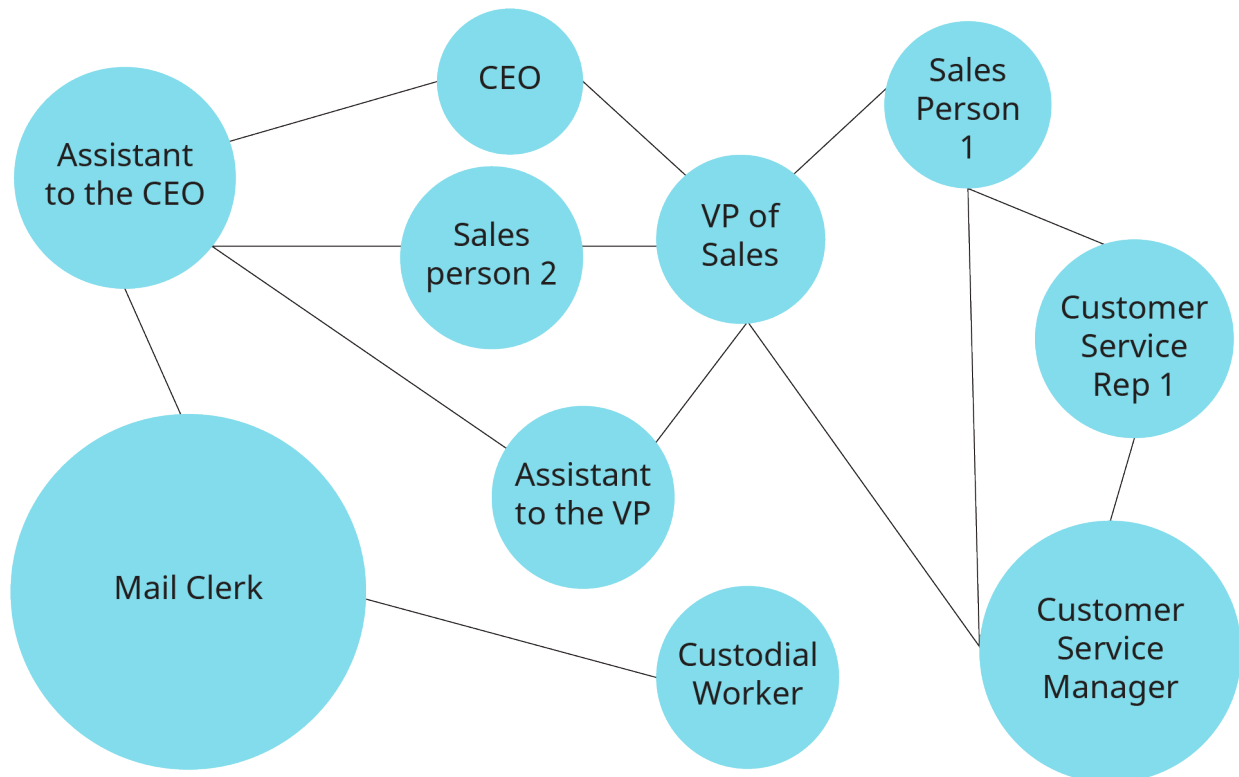 CEO
Sales
Person
1
Assistant
to the CEO
Sales
person 2
VP of
Sales
Customer
Service
Rep 1
Assistant
to the VP
Mail Clerk
Custodial
Worker
Customer
Service
Manager